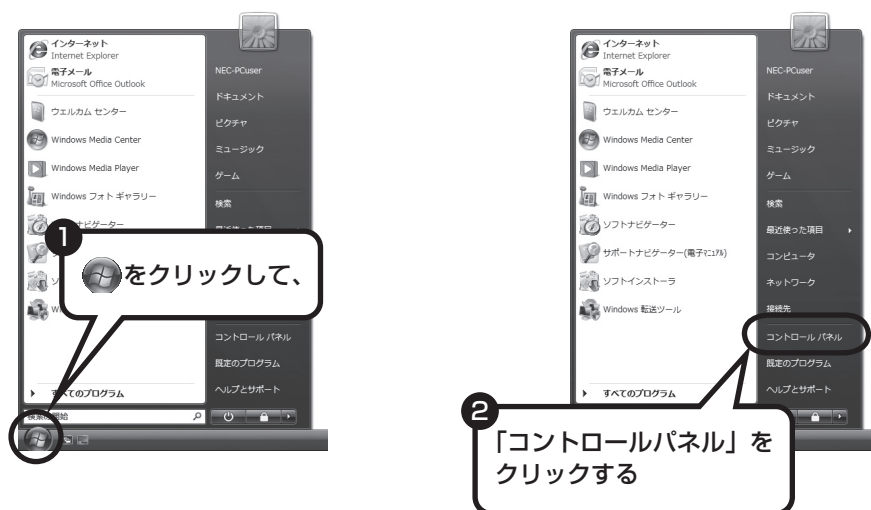 インターネット
Internet Explorer
電子メール
Microsoft Office Outlook
ウェルカム センター
Windows Media Center
Windows Media Player
Windows フォト ギャラリー
すべてのプログラム
NEC-PCuser
ドキュメント
ピクチャ
ミュージック
ゲーム
検索
コントロール パネル
既定のプログラム
ヘルプとサポート
1
をクリックして、
インターネット
Internet Explorer
電子メール
Microsoft Office Outlook
ウェルカム センター
Windows Media Center
Windows Media Player
Windows フォト ギャラリー
ソフトナビゲーター
サポートナビゲーター(電子マニュアル)
ソフトインストーラ
Windows 転送ツール
すべてのプログラム
NEC-PCuser
ドキュメント
ピクチャ
ミュージック
ゲーム
検索
最近使った項目
コンピュータ
ネットワーク
接続先
コントロール パネル
既定のプログラム
ヘルプとサポート
2
「コントロールパネル」を
クリックする